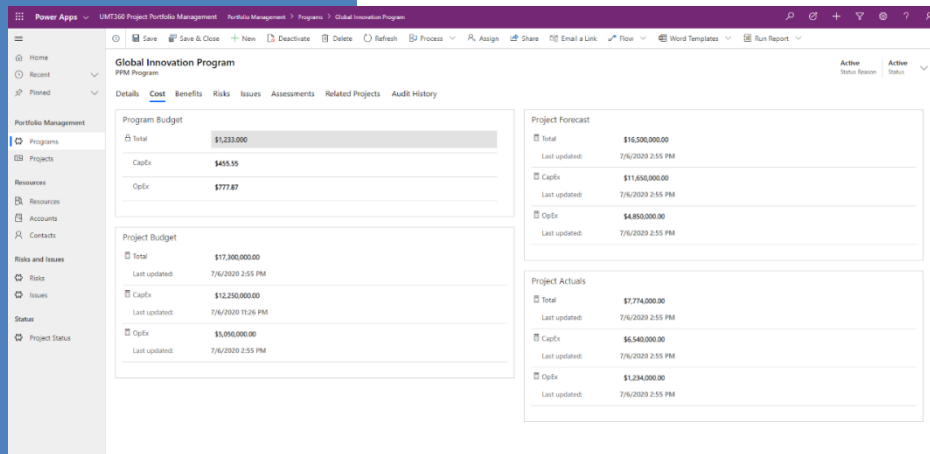 Power Apps UMT360 Project Portfolio Management Portfolio Management > Programs > Global Innovation Program
Save Save & Close New Deactivate Delete Refresh Process Assign Share Email a Link Flow Word Templates Run Report
Home
Recent
Pinned
Portfolio Management
Programs
Projects
Resources
Resources
Accounts
Contacts
Risks and Issues
Risks
Issues
Status
Project Status
Global Innovation Program
PPM Program
Active
Status Reason
Active
Status
Details Cost Benefits Risks Issues Assessments Related Projects Audit History
Program Budget
Total $1,233.000
CapEx $455.55
OpEx $777.87
Project Budget
Total $17,300,000.00
Last updated: 7/6/2020 2:55 PM
CapEx $12,250,000.00
Last updated: 7/6/2020 11:26 PM
OpEx $5,050,000.00
Last updated: 7/6/2020 2:55 PM
Project Forecast
Total $16,500,000.00
Last updated: 7/6/2020 2:55 PM
CapEx $11,650,000.00
Last updated: 7/6/2020 2:55 PM
OpEx $4,850,000.00
Last updated: 7/6/2020 2:55 PM
Project Actuals
Total $7,774,000.00
Last updated: 7/6/2020 2:55 PM
CapEx $6,540,000.00
Last updated: 7/6/2020 2:55 PM
OpEx $1,234,000.00
Last updated: 7/6/2020 2:55 PM